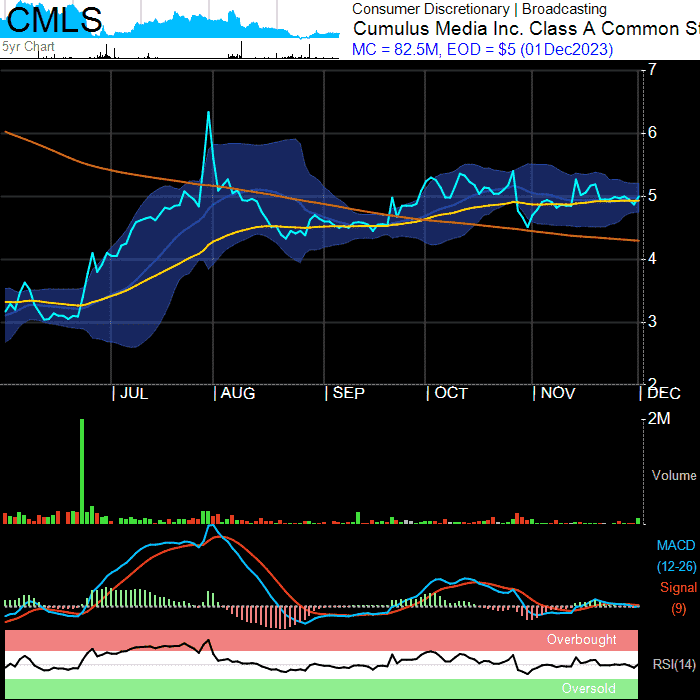 CMLS
5yr Chart
Consumer Discretionary | Broadcasting
Cumulus Media Inc. Class A Common St
MC = 82.5M, EOD = $5 (01Dec2023)
7
6
5
4
3
2
JUL
AUG
SEP
OCT
NOV
DEC
2M
Volume
MACD
(12-26)
Signal
(9)
Overbought
RSI(14)
Oversold